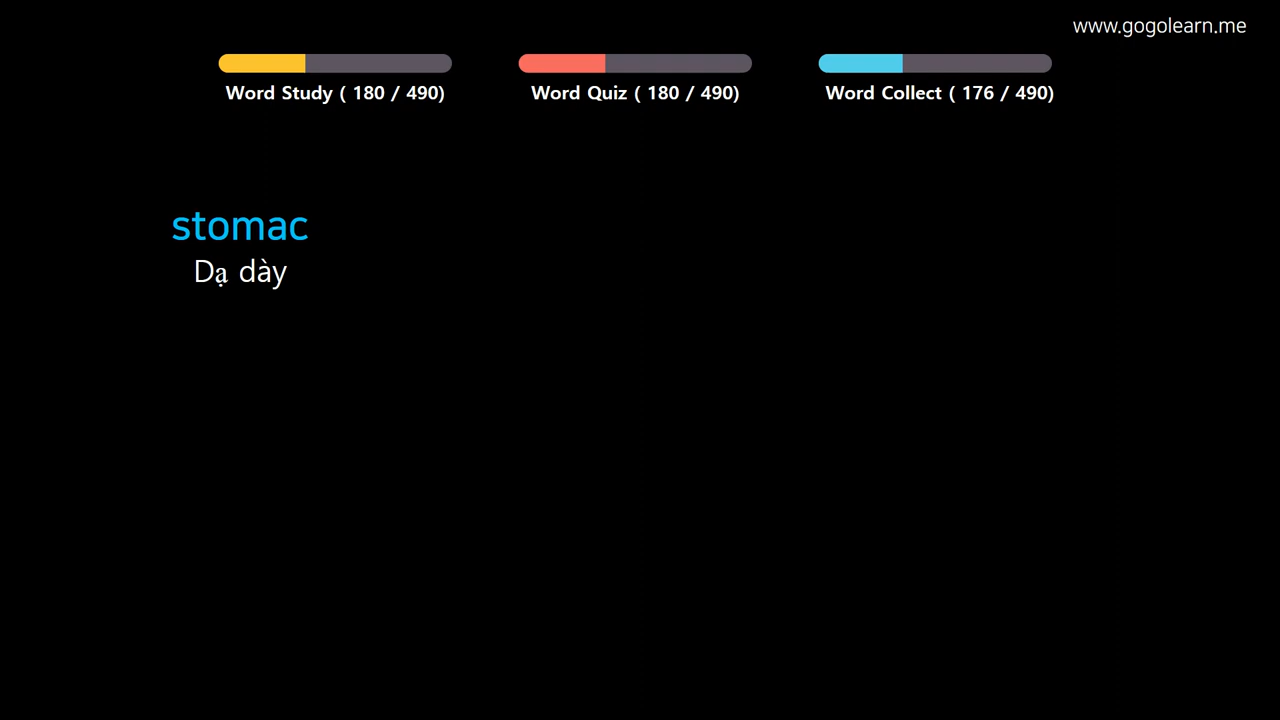 www.gogolearn.me
Word Study ( 180 / 490)
Word Quiz ( 180 / 490)
Word Collect ( 176 / 490)
stomac
Dạ dày